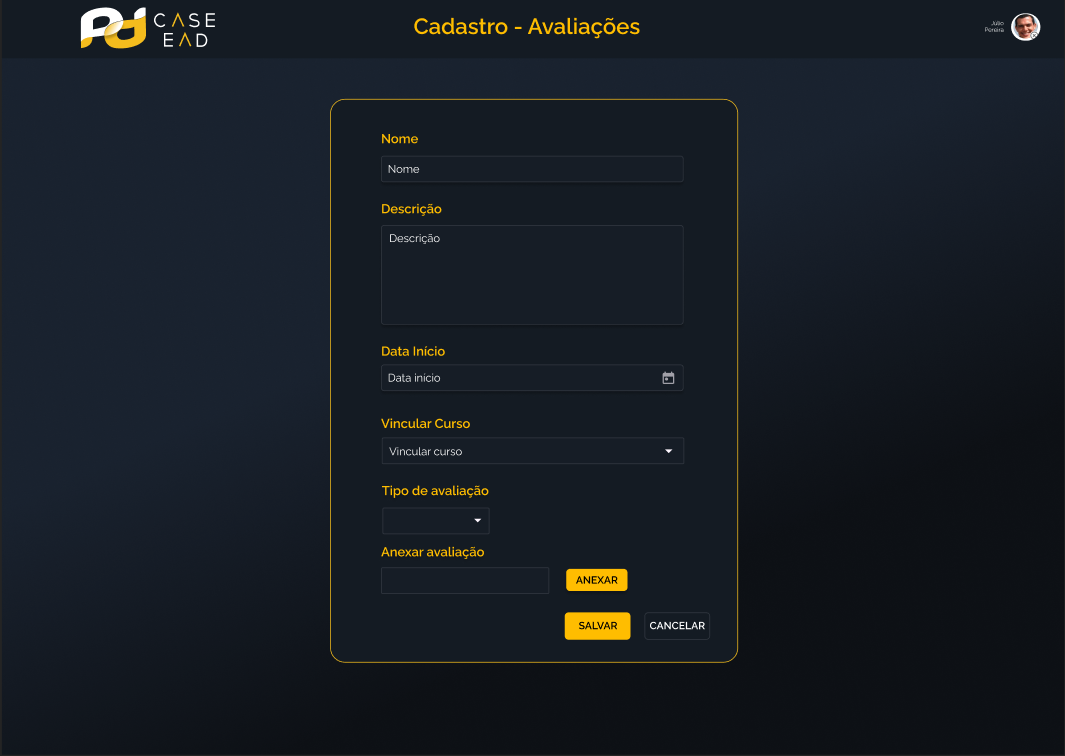 Pd CASE
EAD
Cadastro - Avaliações
Júlio
Pereira
Nome
Nome
Descrição
Descrição
Data Início
Data início
Vincular Curso
Vincular curso
Tipo de avaliação
Anexar avaliação
ANEXAR
SALVAR CANCELAR